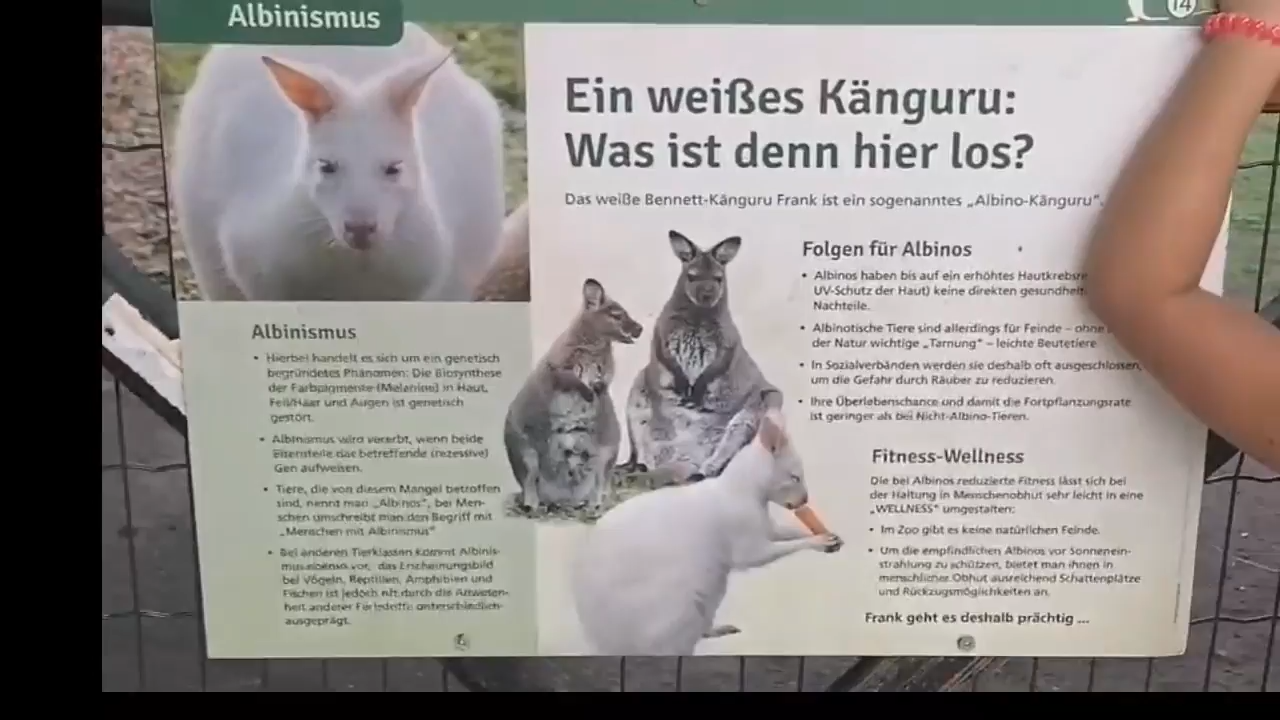 Albinismus
14
Ein weißes Känguru:
Was ist denn hier los?
Das weiße Bennett-Känguru Frank ist ein sogenanntes „Albino-Känguru“.
Albinismus
• Hierbei handelt es sich um ein genetisch
begründetes Phänomen: Die Biosynthese
der Farbpigmente (Melanine) in Haut,
Fell/Haar und Augen ist genetisch
gestört.
• Albinismus wird vererbt, wenn beide
Elternteile das betreffende (rezessive)
Gen aufweisen.
• Tiere, die von diesem Mangel betroffen
sind, nennt man „Albinos“, bei Men-
schen umschreibt man den Begriff mit
„Menschen mit Albinismus“
• Bei anderen Tierklassen kommt Albinis-
mus ebenso vor, das Erscheinungsbild
bei Vögeln, Reptilien, Amphibien und
Fischen ist jedoch oft durch die Anwesen-
heit anderer Farbstoffe unterschiedlich
ausgeprägt.
Folgen für Albinos
• Albinos haben bis auf ein erhöhtes
UV-Schutz der Haut) keine direkten
Nachteile.
• Albinotische Tiere sind allerdings für Feinde – ohne
der Natur wichtige „Tarnung“ – leichte Beutetiere
• In Sozialverbänden werden sie deshalb oft ausgeschlossen,
um die Gefahr durch Räuber zu reduzieren.
• Ihre Überlebenschance und damit die Fortpflanzungsrate
ist geringer als bei Nicht-Albino-Tieren.
Fitness-Wellness
Die bei Albinos reduzierte Fitness lässt sich bei
der Haltung in Menschenobhut sehr leicht in eine
„WELLNESS“ umgestalten:
• Im Zoo gibt es keine natürlichen Feinde.
• Um die empfindlichen Albinos vor Sonnenein-
strahlung zu schützen, bietet man ihnen in
menschlicher Obhut ausreichend Schattenplätze
und Rückzugsmöglichkeiten an.
Frank geht es deshalb prächtig ...